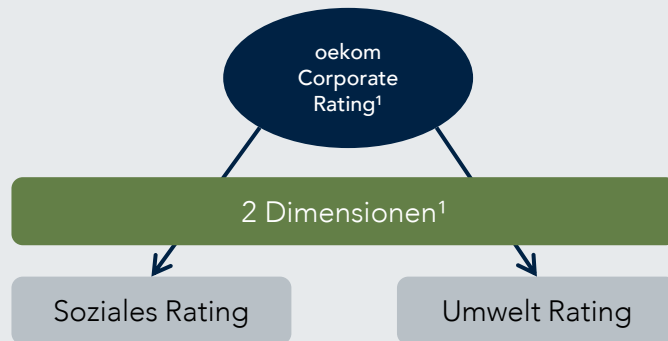 oekom
Corporate
Rating¹
2 Dimensionen¹
Soziales Rating
Umwelt Rating